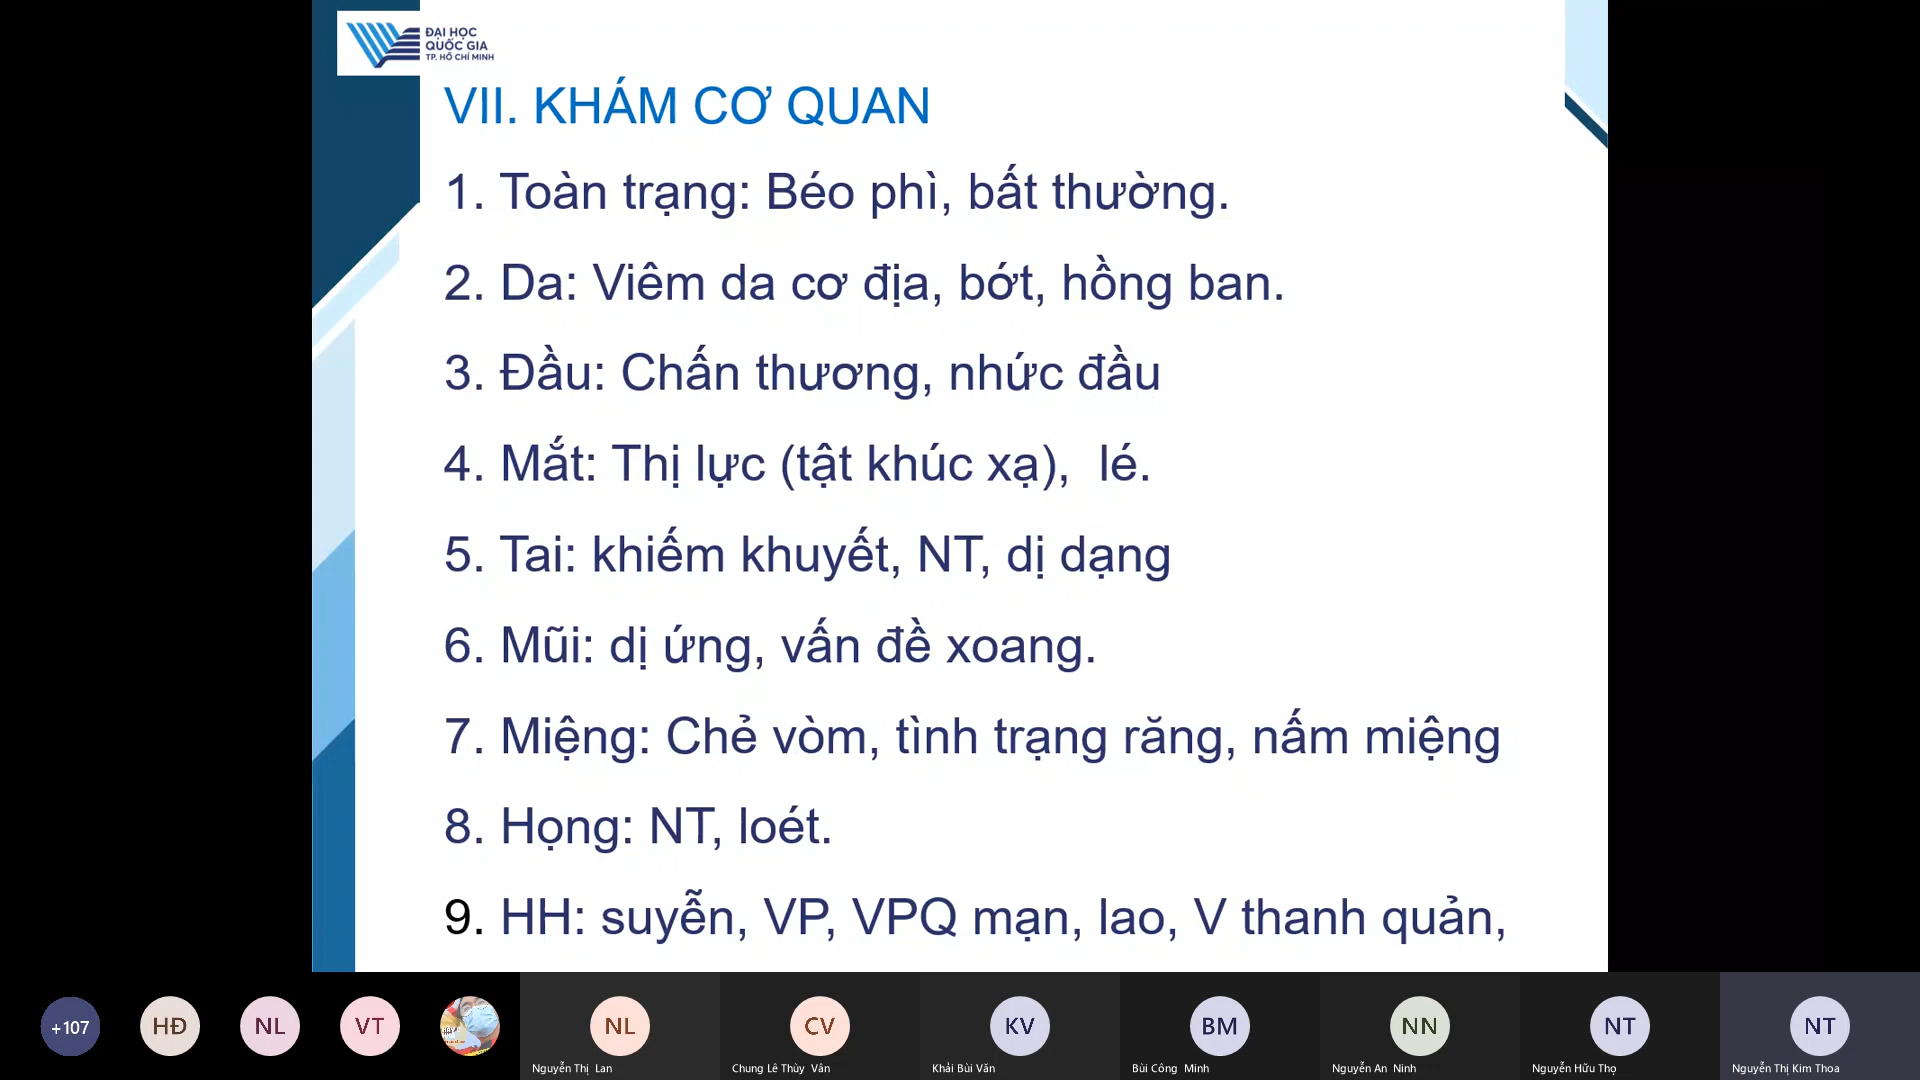 ĐẠI HỌC
QUỐC GIA
TP. HỒ CHÍ MINH
VII. KHÁM CƠ QUAN
1. Toàn trạng: Béo phì, bất thường.
2. Da: Viêm da cơ địa, bớt, hồng ban.
3. Đầu: Chấn thương, nhức đầu
4. Mắt: Thị lực (tật khúc xạ), lé.
5. Tai: khiếm khuyết, NT, dị dạng
6. Mũi: dị ứng, vấn đề xoang.
7. Miệng: Chẻ vòm, tình trạng răng, nấm miệng
8. Họng: NT, loét.
9. HH: suyễn, VP, VPQ mạn, lao, V thanh quản,
+107 HĐ NL VT NL CV KV BM NN NT NT
Nguyễn Thị Lan Chung Lê Thùy Vân Khải Bùi Văn Bùi Công Minh Nguyễn An Ninh Nguyễn Hữu Thọ Nguyễn Thị Kim Thoa